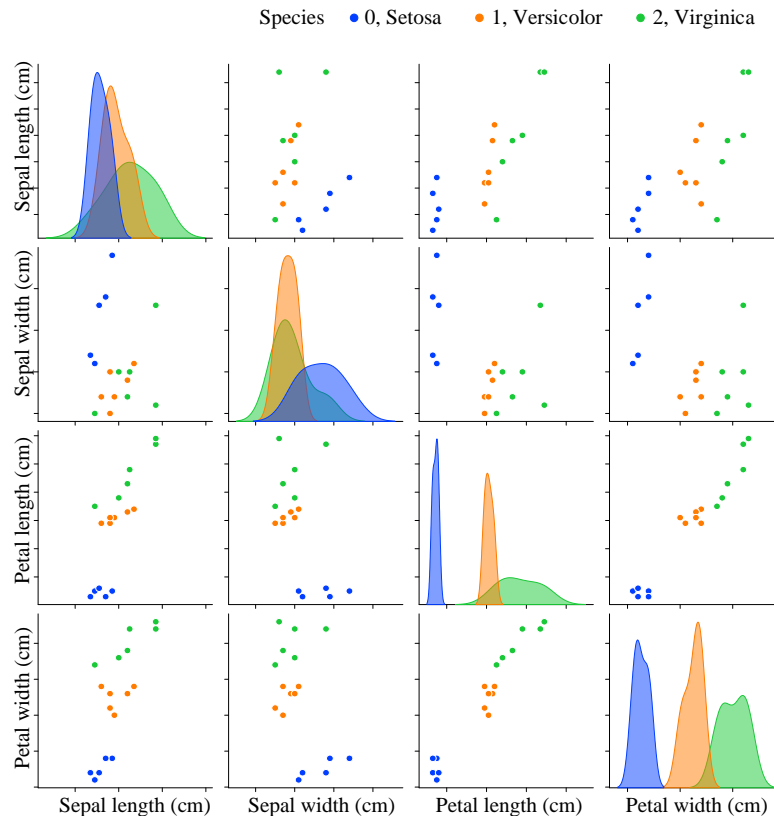 Species 0, Setosa 1, Versicolor 2, Virginica
Sepal length (cm)
Sepal width (cm)
Petal length (cm)
Petal width (cm)
Sepal length (cm) Sepal width (cm) Petal length (cm) Petal width (cm)